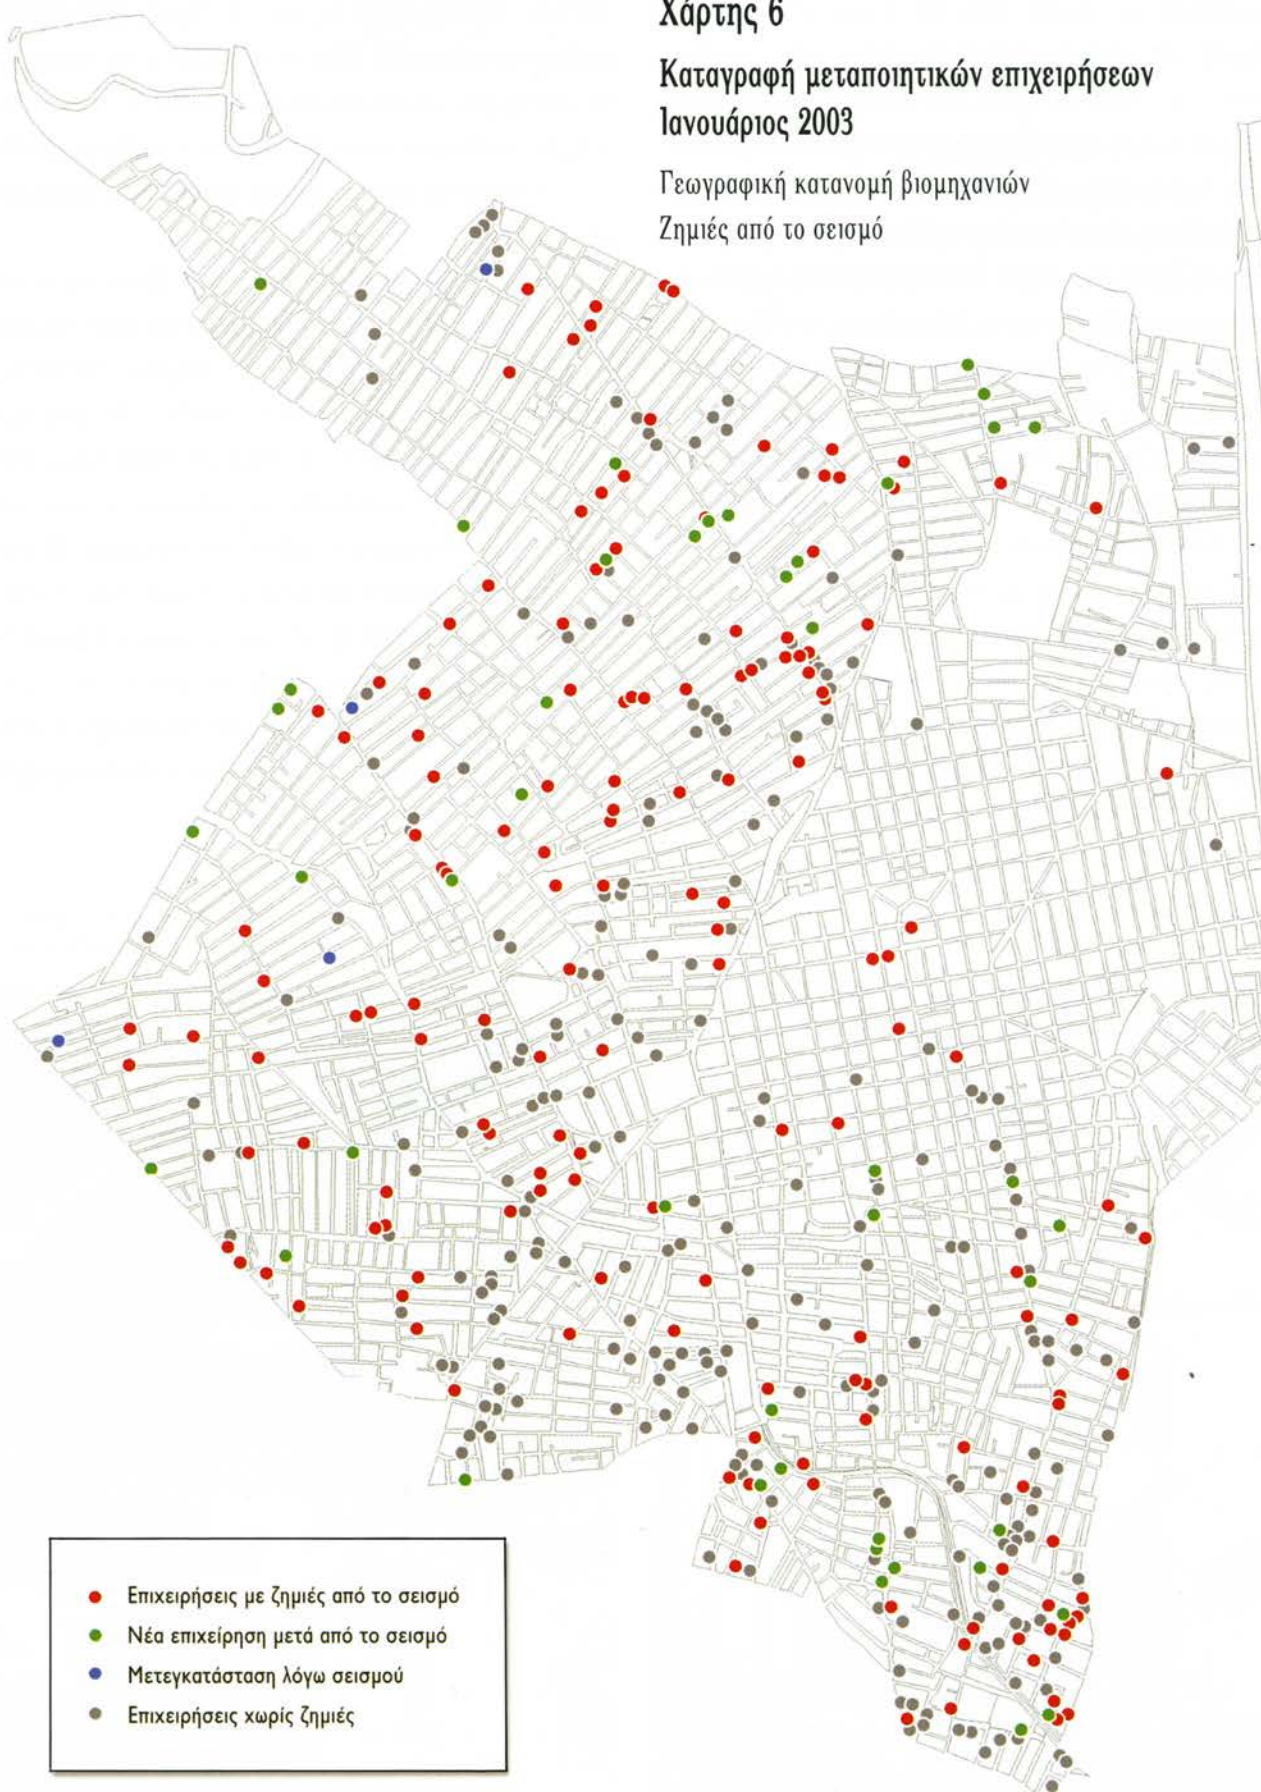 Χάρτης 6
Καταγραφή μεταποιητικών επιχειρήσεων
Ιανουάριος 2003
Γεωγραφική κατανομή βιομηχανιών
Ζημιές από το σεισμό
Επιχειρήσεις με ζημιές από το σεισμό
Νέα επιχείρηση μετά από το σεισμό
Μετεγκατάσταση λόγω σεισμού
Επιχειρήσεις χωρίς ζημιές